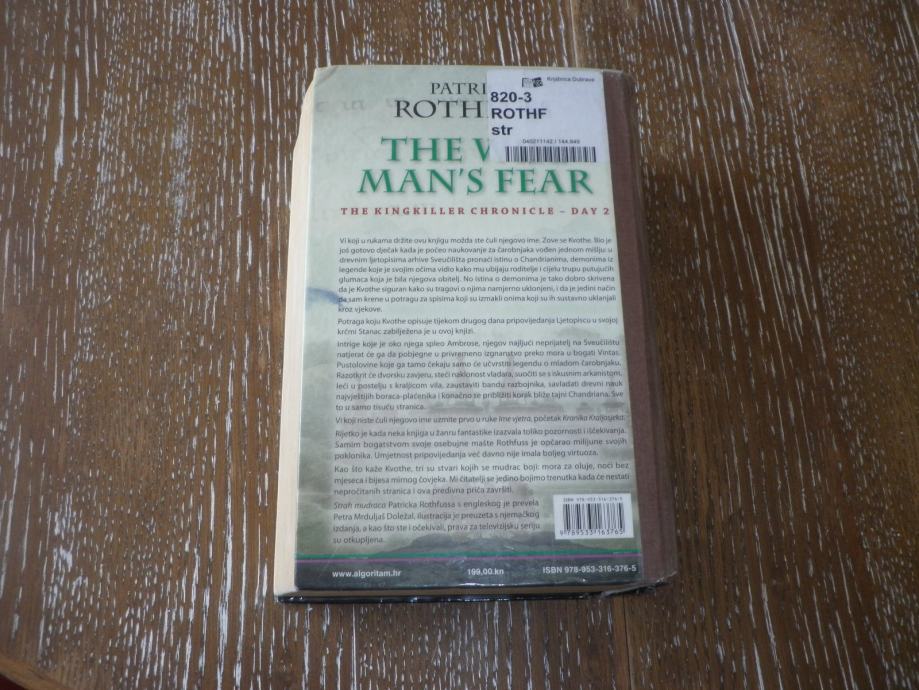 Knjižnica Dubrava
820-3
ROTHF
str
040211142 / 144,849
PATRI
ROTH
THE W
MAN'S FEAR
THE KINGKILLER CHRONICLE – DAY 2
Vi koji u rukama držite ovu knjigu možda ste čuli njegovo ime. Zove se Kvothe. Bio je
još gotovo dječak kada je počeo naukovanje za čarobnjaka vođen jednom mišlju: u
drevnim ljetopisima arhive Sveučilišta pronaći istinu o Chandrianima, demonima iz
legende koje je svojim očima vidio kako mu ubijaju roditelje i cijelu trupu putujućih
glumaca koja je bila njegova obitelj. No istina o demonima je tako dobro skrivena
da je Kvothe siguran kako su tragovi o njima namjerno uklonjeni, i da je jedini način
da sam krene u potragu za spisima koji su izmakli onima koji su ih sustavno uklanjali
kroz vjekove.
Potraga koju Kvothe opisuje tijekom drugog dana pripovijedanja Ljetopiscu u svojoj
krčmi Stanac zabilježena je u ovoj knjizi.
Intrige koje je oko njega spleo Ambrose, njegov najljući neprijatelj na Sveučilištu
natjerat će ga da pobjegne u privremeno izgnanstvo preko mora u bogati Vintas.
Pustolovine koje ga tamo čekaju samo će učvrstiti legendu o mladom čarobnjaku.
Razotkrit će dvorsku zavjeru, steći naklonost vladara, suočiti se s iskusnim arkanistom,
leći u postelju s kraljicom vila, zaustaviti bandu razbojnika, savladati drevni nauk
najvještijih boraca-plaćenika i konačno se približiti korak bliže tajni Chandriana. Sve
to u samo tisuću stranica.
Vi koji niste čuli njegovo ime uzmite prvo u ruke Ime vjetra, početak Kronika Kraljosjeka.
Rijetko je kada neka knjiga u žanru fantastike izazvala toliko pozornosti i iščekivanja.
Samim bogatstvom svoje osebujne mašte Rothfuss je opčarao milijune svojih
poklonika. Umjetnost pripovijedanja već davno nije imala boljeg virtuoza.
Kao što kaže Kvothe, tri su stvari kojih se mudrac boji: mora za oluje, noći bez
mjeseca i bijesa mirnog čovjeka. Mi čitatelji se jedino bojimo trenutka kada će nestati
nepročitanih stranica i ova predivna priča završiti.
Strah mudraca Patricka Rothfussa s engleskog je prevela
Petra Mrduljaš Doležal, ilustracija je preuzeta s njemačkog
izdanja, a kao što ste i očekivali, prava za televizijsku seriju
su otkupljena.
ISBN 978-953-316-376-5
9 789533 163765
www.algoritam.hr
199,00 kn
ISBN 978-953-316-376-5